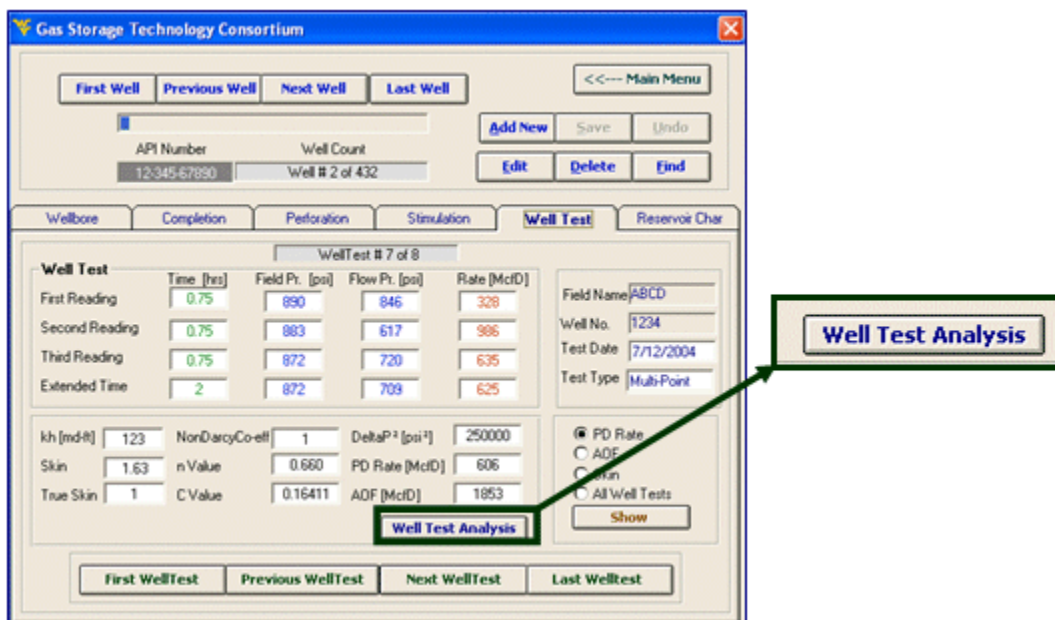 Gas Storage Technology Consortium
First Well Previous Well Next Well Last Well
<<--- Main Menu
Add New Save Undo
API Number Well Count
12-345-67890 Well # 2 of 432
Edit Delete Find
Wellbore Completion Perforation Stimulation Well Test Reservoir Char
WellTest # 7 of 8
Well Test
Time [hrs] Field Pr. [psi] Flow Pr. [psi] Rate [McfD]
First Reading 0.75 890 846 328
Second Reading 0.75 883 617 986
Third Reading 0.75 872 720 635
Extended Time 2 872 709 625
Field Name ABCD
Well No. 1234
Test Date 7/12/2004
Test Type Multi-Point
Well Test Analysis
kh [md-ft] 123 NonDarcyCo-eff 1 DeltaP² [psi²] 250000
Skin 1.63 n Value 0.660 PD Rate [McfD] 606
True Skin 1 C Value 0.16411 AOF [McfD] 1853
Well Test Analysis
PD Rate
AOF
Skin
All Well Tests
Show
First WellTest Previous WellTest Next WellTest Last Welltest